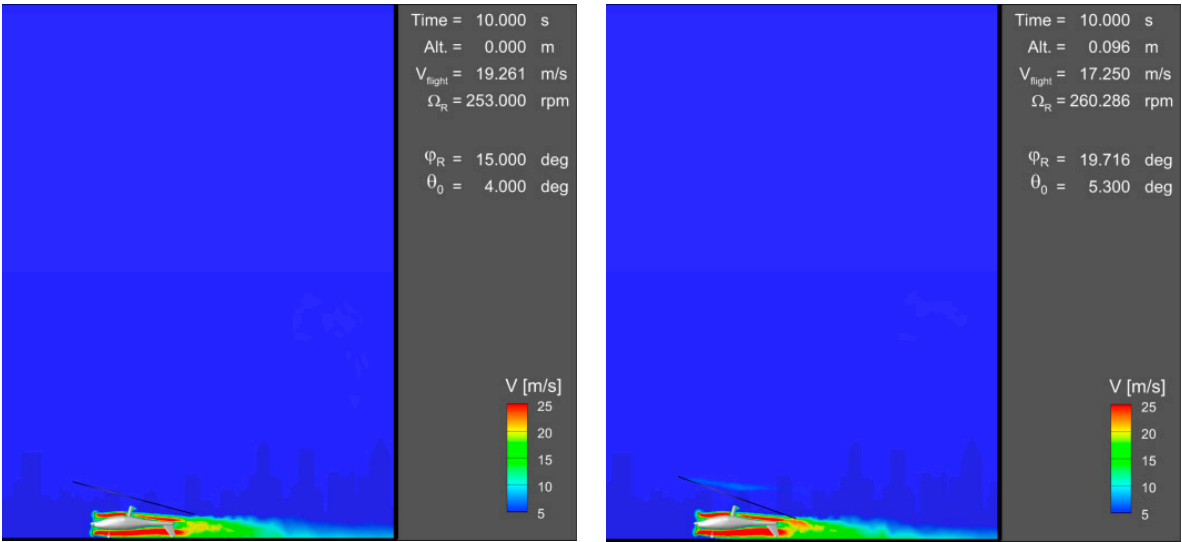 Time = 10.000 s
Alt. = 0.000 m
Vflight = 19.261 m/s
ΩR = 253.000 rpm
φR = 15.000 deg
θ0 = 4.000 deg
V [m/s]
25
20
15
10
5
Time = 10.000 s
Alt. = 0.096 m
Vflight = 17.250 m/s
ΩR = 260.286 rpm
φR = 19.716 deg
θ0 = 5.300 deg
V [m/s]
25
20
15
10
5